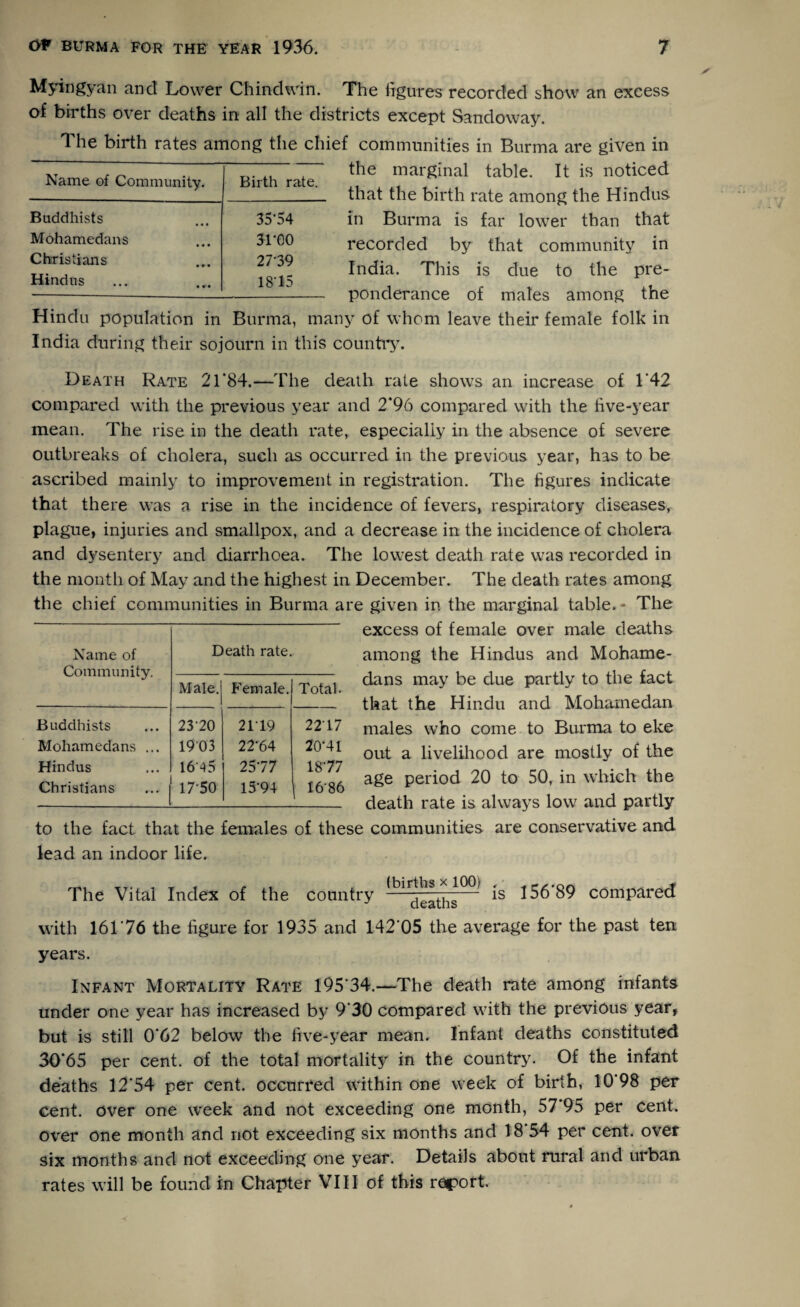 OF BURMA FOR THE YEAR 1936. 7
Myingyan and Lower Chindwin. The figures recorded show an excess
of births over deaths in all the districts except Sandoway.
The birth rates among the chief communities in Burma are given in
the marginal table. It is noticed
that the birth rate among the Hindus
in Burma is far lower than that
recorded by that community in
India. This is due to the pre-
ponderance of males among the
Name of Community. Birth rate.
Buddhists ... 35·54
Mohamedans ... 31·00
Christians ... 27·39
Hindus ... ... 18·15
Hindu population in Burma, many of whom leave their female folk in
India during their sojourn in this country.
DEATH RATE 21·84.—The death rate shows an increase of 1·42
compared with the previous year and 2·96 compared with the five-year
mean. The rise in the death rate, especially in the absence of severe
outbreaks of cholera, such as occurred in the previous year, has to be
ascribed mainly to improvement in registration. The figures indicate
that there was a rise in the incidence of fevers, respiratory diseases,
plague, injuries and smallpox, and a decrease in the incidence of cholera
and dysentery and diarrhoea. The lowest death rate was recorded in
the month of May and the highest in December. The death rates among
the chief communities in Burma are given in the marginal table. The
excess of female over male deaths
among the Hindus and Mohame-
dans may be due partly to the fact
that the Hindu and Mohamedan
males who come to Burma to eke
out a livelihood are mostly of the
age period 20 to 50, in which the
death rate is always low and partly
Name of Community. Death rate.
Male. Female. Total.
Buddhists ... 23·20 21·19 22·17
Mohamedans ... 19·03 22·64 20·41
Hindus ... 16·45 25·77 18·77
Christians ... 17·50 15·94 16·86
to the fact that the females of these communities are conservative and
lead an indoor life.
The Vital Index of the country (births × 100) / deaths is 156·89 compared
with 161·76 the figure for 1935 and 142·05 the average for the past ten
years.
INFANT MORTALITY RATE 195·34.—The death rate among infants
under one year has increased by 9·30 compared with the previous year,
but is still 0·62 below the five-year mean. Infant deaths constituted
30·65 per cent. of the total mortality in the country. Of the infant
deaths 12·54 per cent. occurred within one week of birth, 10·98 per
cent. over one week and not exceeding one month, 57·95 per cent.
over one month and not exceeding six months and 18·54 per cent. over
six months and not exceeding one year. Details about rural and urban
rates will be found in Chapter VIII of this report.